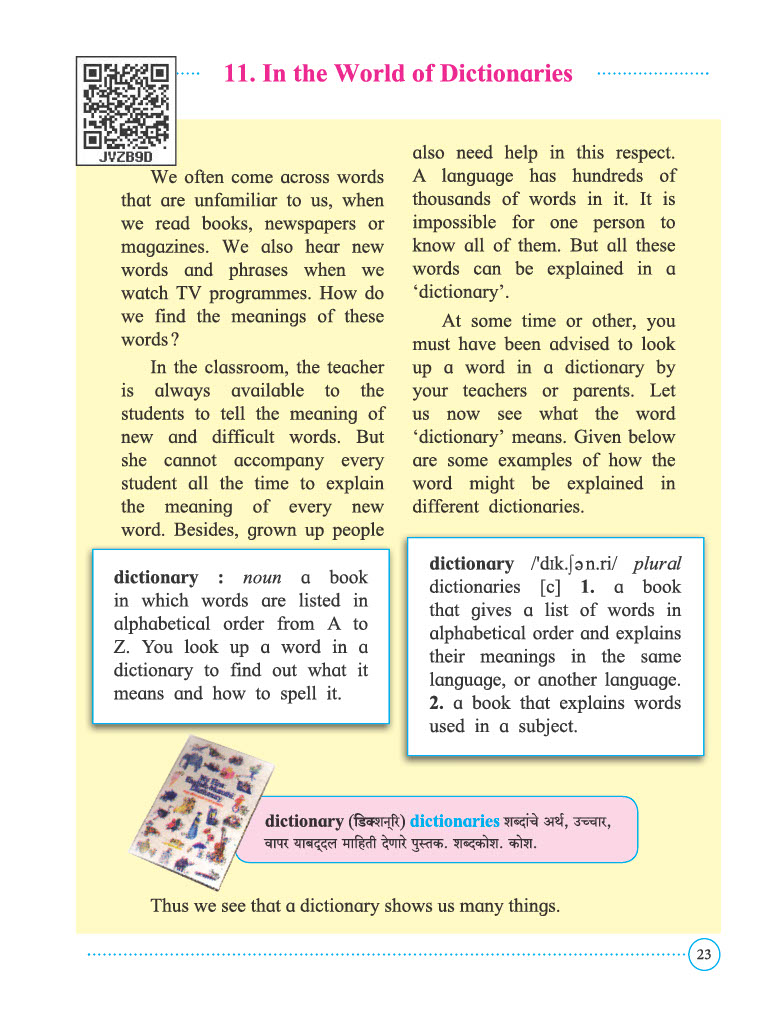 11. In the World of Dictionaries
JVZB9D
We often come across words
that are unfamiliar to us, when
we read books, newspapers or
magazines. We also hear new
words and phrases when we
watch TV programmes. How do
we find the meanings of these
words?
In the classroom, the teacher
is always available to the
students to tell the meaning of
new and difficult words. But
she cannot accompany every
student all the time to explain
the meaning of every new
word. Besides, grown up people
also need help in this respect.
A language has hundreds of
thousands of words in it. It is
impossible for one person to
know all of them. But all these
words can be explained in a
‘dictionary’.
At some time or other, you
must have been advised to look
up a word in a dictionary by
your teachers or parents. Let
us now see what the word
‘dictionary’ means. Given below
are some examples of how the
word might be explained in
different dictionaries.
dictionary : noun a book
in which words are listed in
alphabetical order from A to
Z. You look up a word in a
dictionary to find out what it
means and how to spell it.
dictionary /'dɪk.ʃən.ri/ plural
dictionaries [c] 1. a book
that gives a list of words in
alphabetical order and explains
their meanings in the same
language, or another language.
2. a book that explains words
used in a subject.
My First
English-Marathi
Dictionary
dictionary (डिक्शन्‌रि) dictionaries शब्दांचे अर्थ, उच्चार,
वापर याबद्दल माहिती देणारे पुस्तक. शब्दकोश. कोश.
Thus we see that a dictionary shows us many things.
23